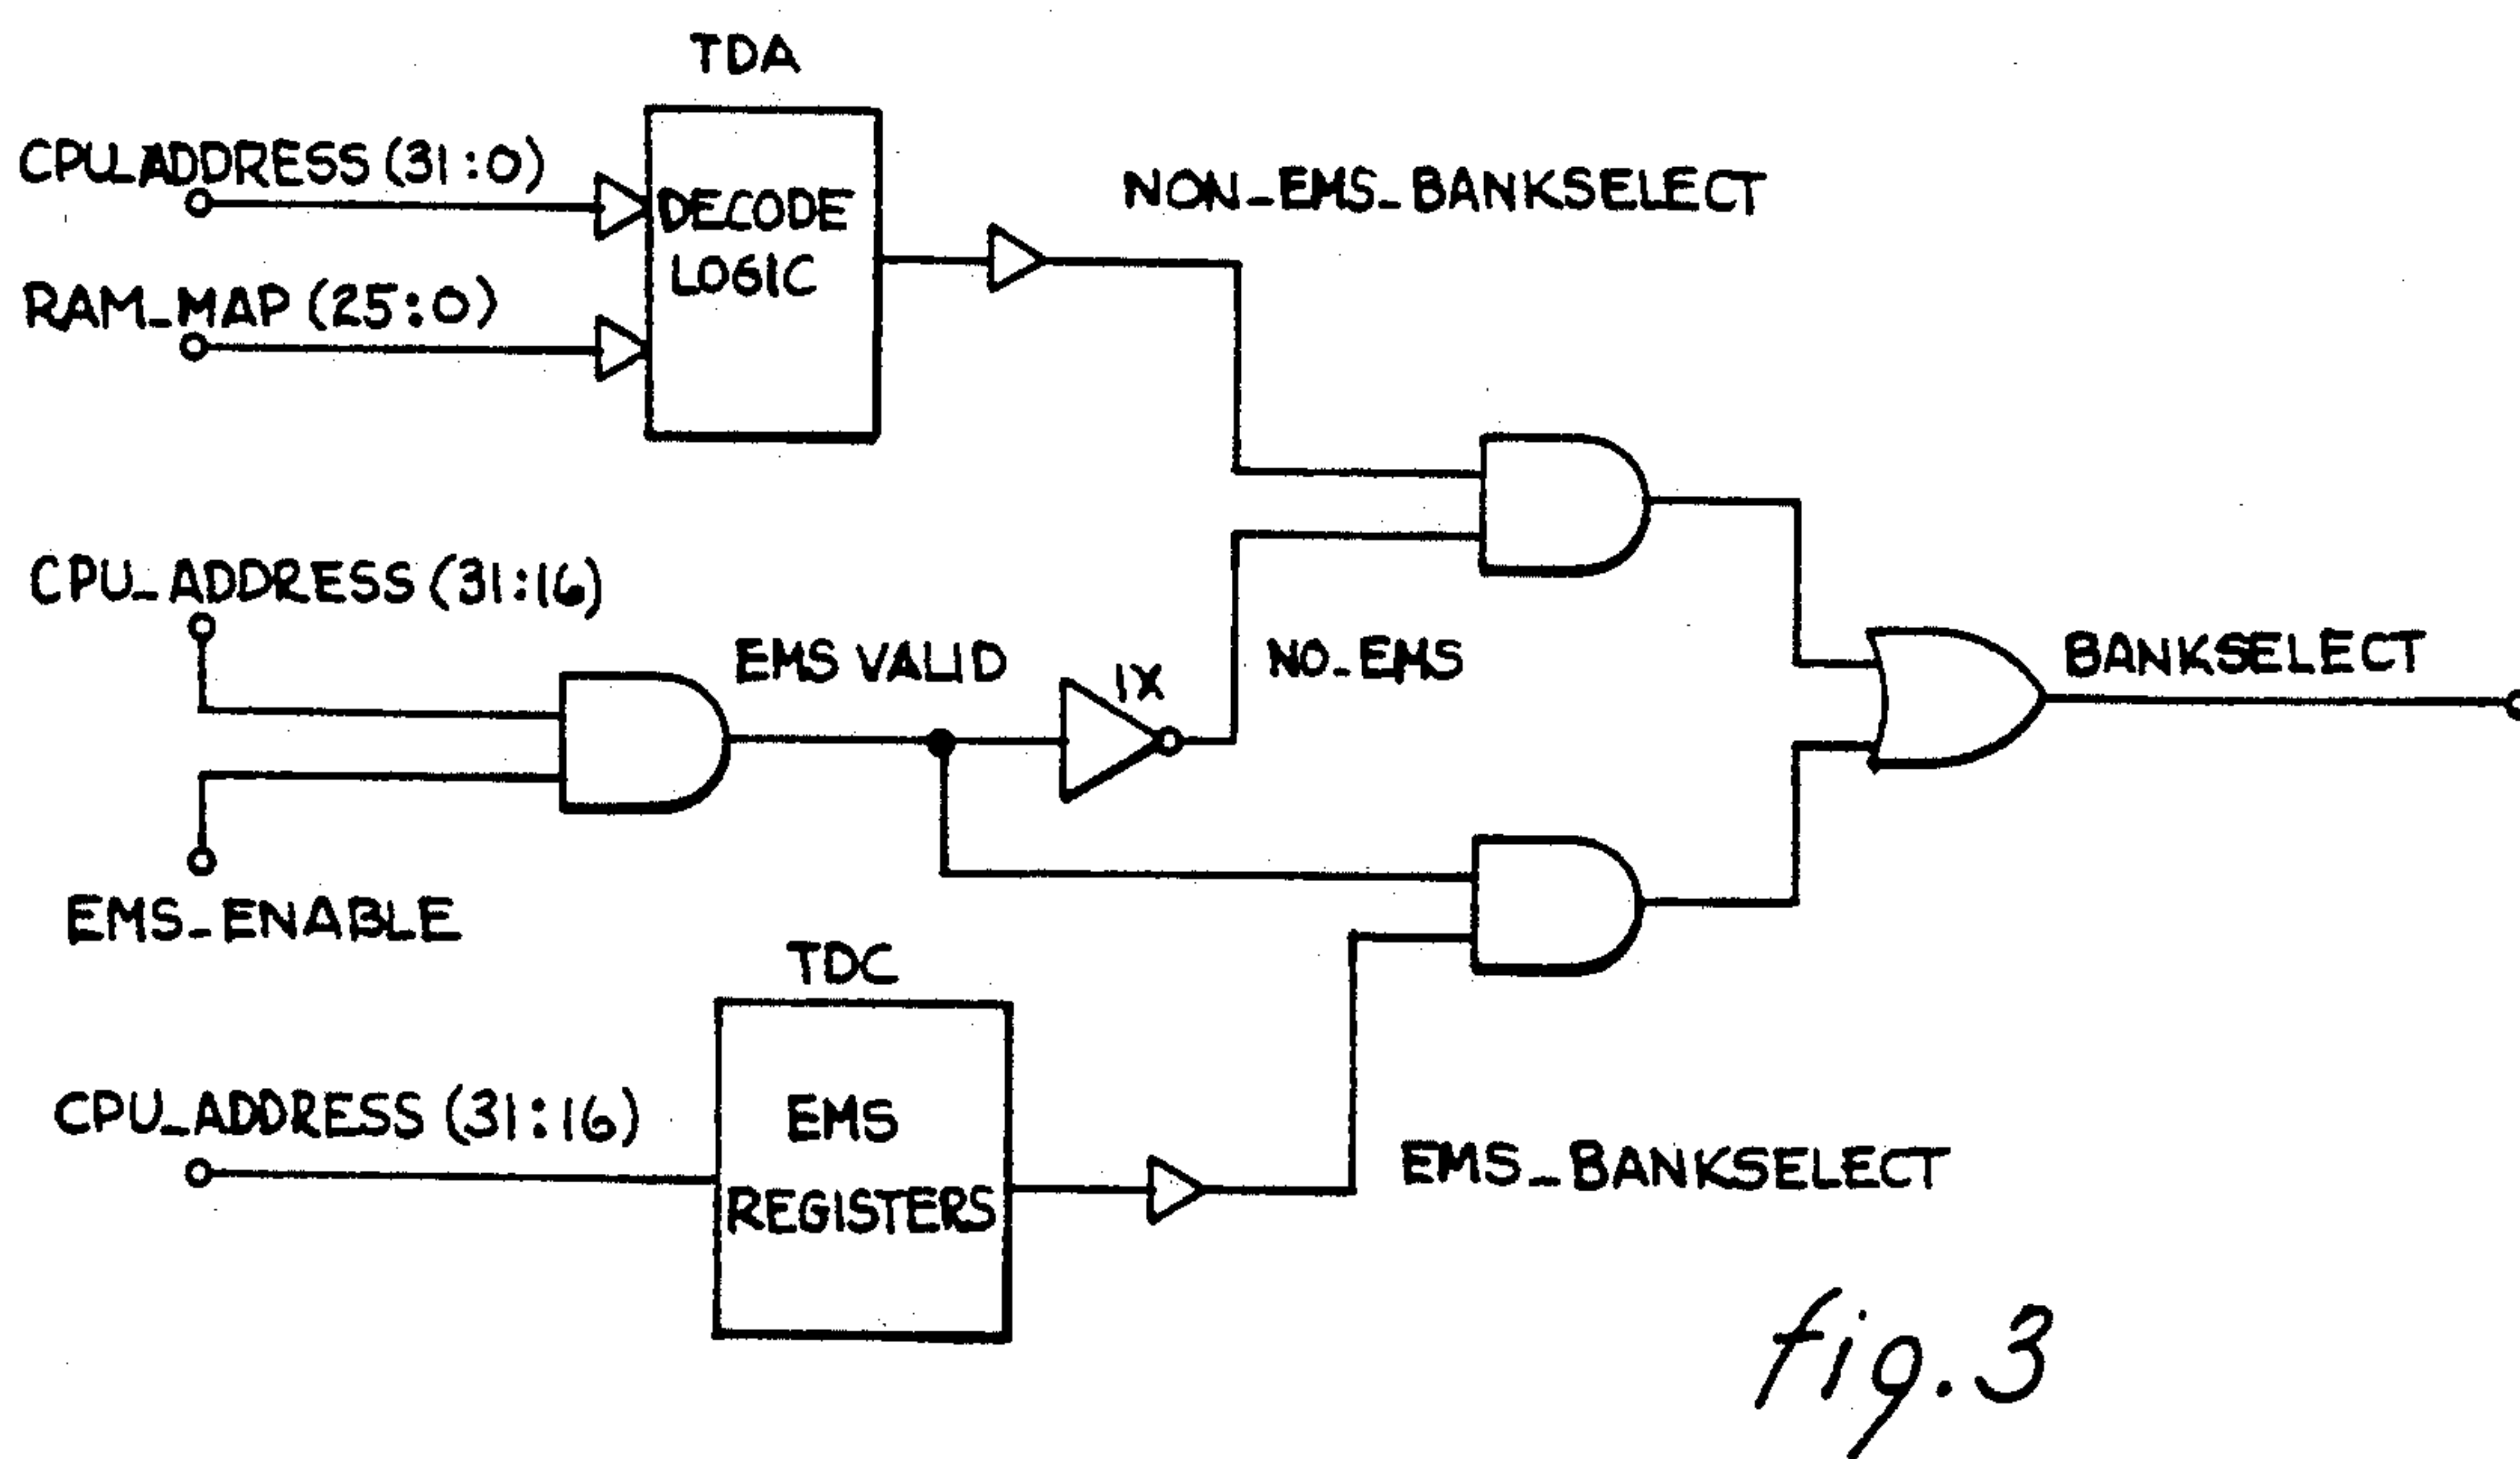 TDA
CPU_ADDRESS (31:0)
DECODE
LOGIC
NON_EMS_BANKSELECT
RAM_MAP (25:0)
CPU_ADDRESS (31:16)
EMS VALID
1X
NO_EMS
BANKSELECT
EMS_ENABLE
TDC
CPU_ADDRESS (31:16)
EMS
REGISTERS
EMS_BANKSELECT
fig. 3